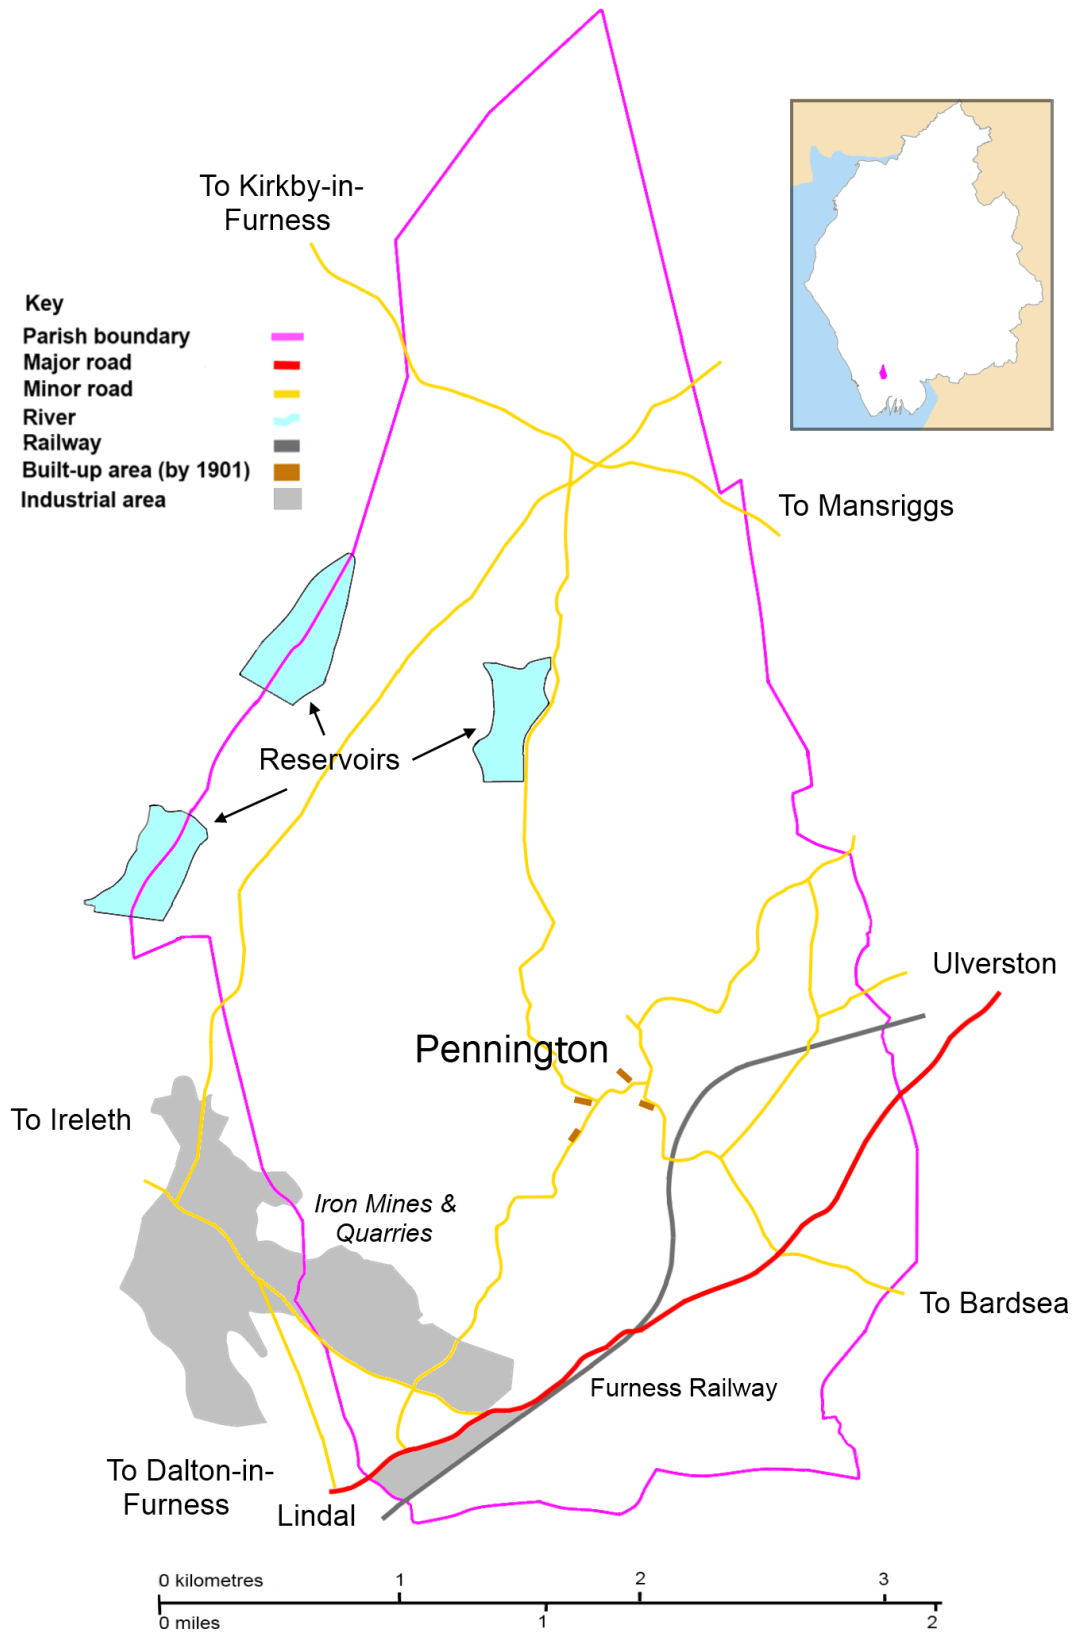 To Kirkby-in-
Furness
Key
Parish boundary
Major road
Minor road
River
Railway
Built-up area (by 1901)
Industrial area
To Mansriggs
Reservoirs
Ulverston
Pennington
To Ireleth
Iron Mines &
Quarries
To Bardsea
Furness Railway
To Dalton-in-
Furness
Lindal
0 kilometres 1 2 3
0 miles 1 2